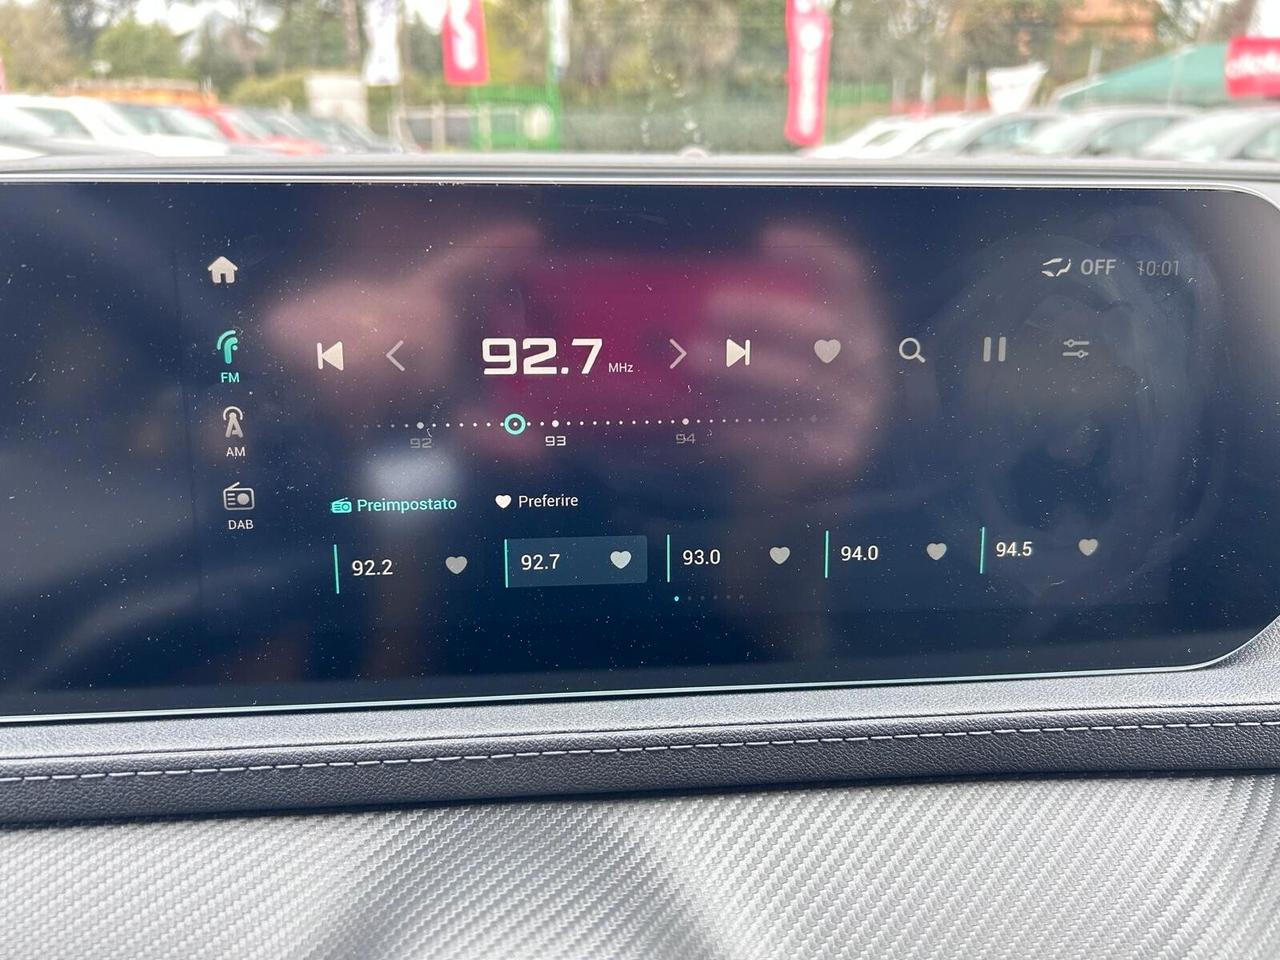 OFF 10:01
FM
92.7 MHz
92 93 94
AM
Preimpostato Preferire
DAB
92.2 92.7 93.0 94.0 94.5